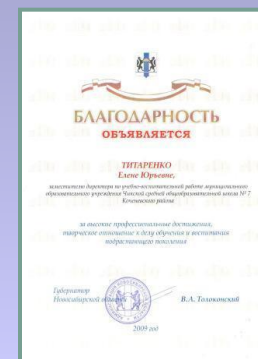 БЛАГОДАРНОСТЬ
ОБЪЯВЛЯЕТСЯ
ТИТАРЕНКО
Елене Юрьевне,
заместителю директора по учебно-воспитательной работе муниципального
образовательного учреждения Чикской средней общеобразовательной школы № 7
Коченевского района
за высокие профессиональные достижения,
творческое отношение к делу обучения и воспитания
подрастающего поколения
Губернатор
Новосибирской области
В.А. Толоконский
2009 год